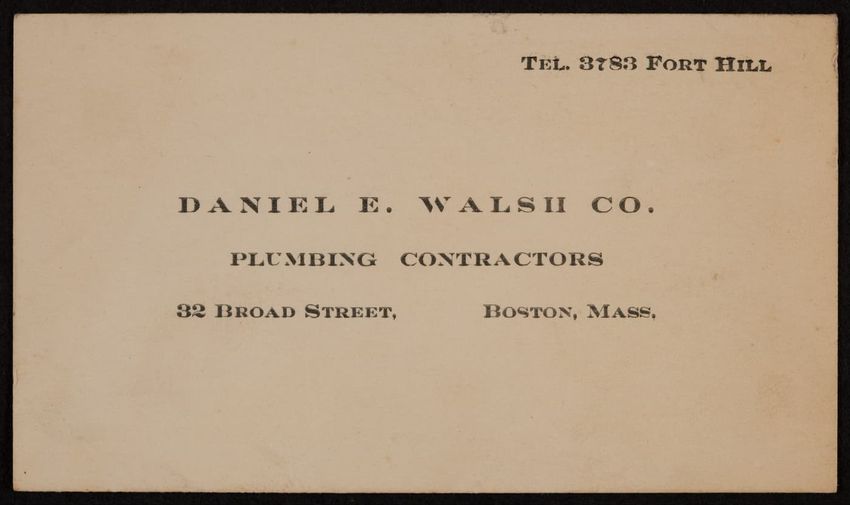 TEL. 3783 FORT HILL
DANIEL E. WALSH CO.
PLUMBING CONTRACTORS
32 BROAD STREET, BOSTON, MASS.